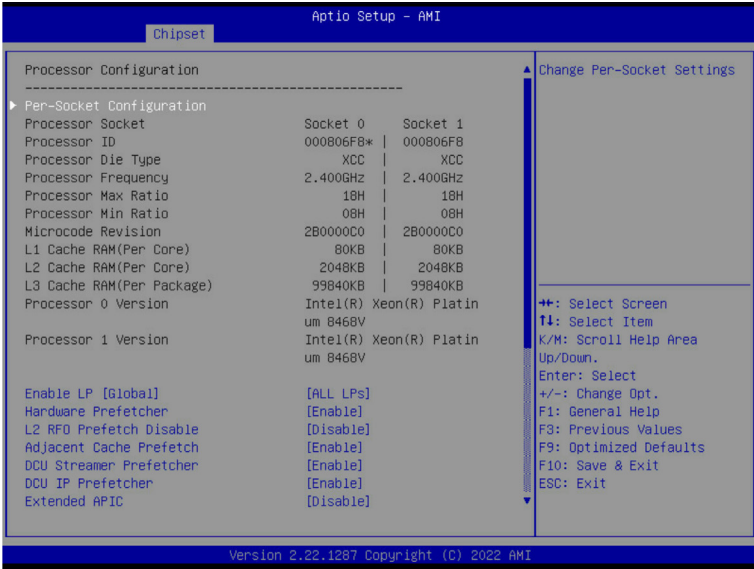 Aptio Setup - AMI
Chipset
Processor Configuration
--------------------------------------------------
Per-Socket Configuration
Processor Socket Socket 0 Socket 1
Processor ID 000806F8* | 000806F8
Processor Die Type XCC | XCC
Processor Frequency 2.400GHz | 2.400GHz
Processor Max Ratio 18H | 18H
Processor Min Ratio 08H | 08H
Microcode Revision 2B0000C0 | 2B0000C0
L1 Cache RAM(Per Core) 80KB | 80KB
L2 Cache RAM(Per Core) 2048KB | 2048KB
L3 Cache RAM(Per Package) 99840KB | 99840KB
Processor 0 Version Intel(R) Xeon(R) Platin
um 8468V
Processor 1 Version Intel(R) Xeon(R) Platin
um 8468V
Enable LP [Global] [ALL LPs]
Hardware Prefetcher [Enable]
L2 RFO Prefetch Disable [Disable]
Adjacent Cache Prefetch [Enable]
DCU Streamer Prefetcher [Enable]
DCU IP Prefetcher [Enable]
Extended APIC [Disable]
Change Per-Socket Settings
→←: Select Screen
↑↓: Select Item
K/M: Scroll Help Area
Up/Down.
Enter: Select
+/-: Change Opt.
F1: General Help
F3: Previous Values
F9: Optimized Defaults
F10: Save & Exit
ESC: Exit
Version 2.22.1287 Copyright (C) 2022 AMI